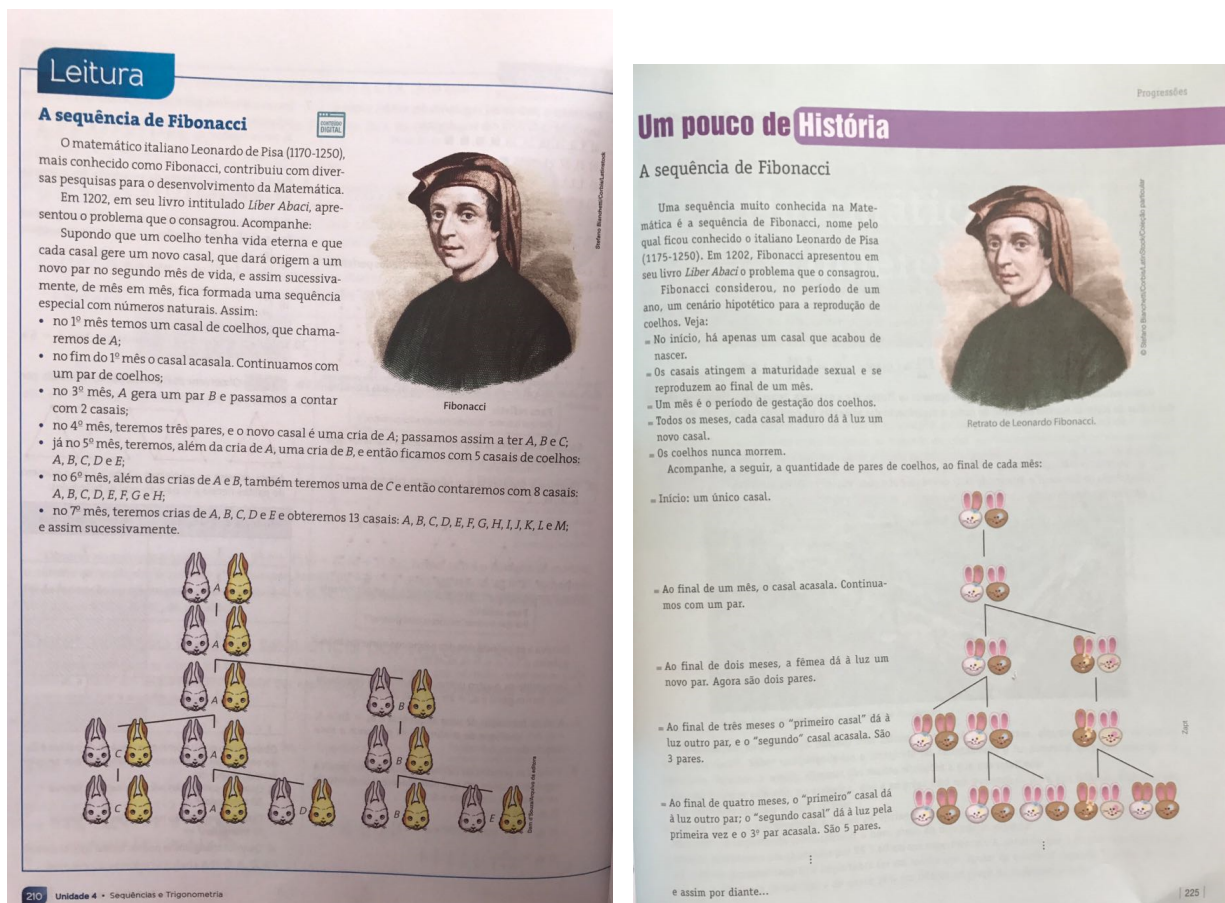 Leitura
A sequência de Fibonacci
CONTEÚDO
DIGITAL
O matemático italiano Leonardo de Pisa (1170-1250),
mais conhecido como Fibonacci, contribuiu com diver-
sas pesquisas para o desenvolvimento da Matemática.
Em 1202, em seu livro intitulado Liber Abaci, apre-
sentou o problema que o consagrou. Acompanhe:
Supondo que um coelho tenha vida eterna e que
cada casal gere um novo casal, que dará origem a um
novo par no segundo mês de vida, e assim sucessiva-
mente, de mês em mês, fica formada uma sequência
especial com números naturais. Assim:
• no 1º mês temos um casal de coelhos, que chama-
remos de A;
• no fim do 1º mês o casal acasala. Continuamos com
um par de coelhos;
• no 3º mês, A gera um par B e passamos a contar
com 2 casais;
• no 4º mês, teremos três pares, e o novo casal é uma cria de A; passamos assim a ter A, B e C;
• já no 5º mês, teremos, além da cria de A, uma cria de B, e então ficamos com 5 casais de coelhos:
A, B, C, D e E;
• no 6º mês, além das crias de A e B, também teremos uma de C e então contaremos com 8 casais:
A, B, C, D, E, F, G e H;
• no 7º mês, teremos crias de A, B, C, D e E e obteremos 13 casais: A, B, C, D, E, F, G, H, I, J, K, L e M;
e assim sucessivamente.
Stefano Bianchetti/Corbis/Latinstock
Fibonacci
A
A
A
B
C
A
B
C
A
D
B
E
210 Unidade 4 • Sequências e Trigonometria
Progressões
Um pouco de História
A sequência de Fibonacci
Uma sequência muito conhecida na Mate-
mática é a sequência de Fibonacci, nome pelo
qual ficou conhecido o italiano Leonardo de Pisa
(1175-1250). Em 1202, Fibonacci apresentou em
seu livro Liber Abaci o problema que o consagrou.
Fibonacci considerou, no período de um
ano, um cenário hipotético para a reprodução de
coelhos. Veja:
No início, há apenas um casal que acabou de
nascer.
Os casais atingem a maturidade sexual e se
reproduzem ao final de um mês.
Um mês é o período de gestação dos coelhos.
Todos os meses, cada casal maduro dá à luz um
novo casal.
Os coelhos nunca morrem.
Acompanhe, a seguir, a quantidade de pares de coelhos, ao final de cada mês:
© Stefano Bianchetti/Corbis/LatinStock/Coleção particular
Retrato de Leonardo Fibonacci.
Início: um único casal.
Ao final de um mês, o casal acasala. Continua-
mos com um par.
Ao final de dois meses, a fêmea dá à luz um
novo par. Agora são dois pares.
Ao final de três meses o “primeiro casal” dá à
luz outro par, e o “segundo” casal acasala. São
3 pares.
Ao final de quatro meses, o “primeiro” casal dá
à luz outro par; o “segundo casal” dá à luz pela
primeira vez e o 3º par acasala. São 5 pares.
Zapt
e assim por diante...
225